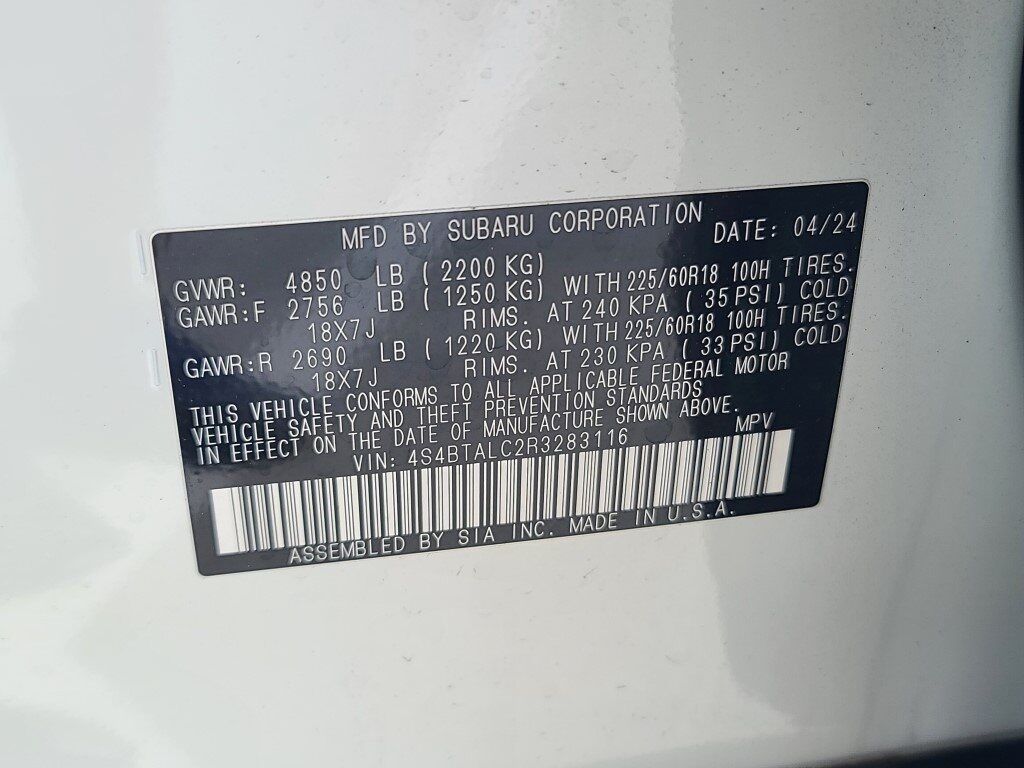 MFD BY SUBARU CORPORATION DATE: 04/24
GVWR: 4850 LB ( 2200 KG)
GAWR:F 2756 LB ( 1250 KG) WITH 225/60R18 100H TIRES.
18X7J RIMS. AT 240 KPA ( 35 PSI) COLD
GAWR:R 2690 LB ( 1220 KG) WITH 225/60R18 100H TIRES.
18X7J RIMS. AT 230 KPA ( 33 PSI) COLD
THIS VEHICLE CONFORMS TO ALL APPLICABLE FEDERAL MOTOR
VEHICLE SAFETY AND THEFT PREVENTION STANDARDS
IN EFFECT ON THE DATE OF MANUFACTURE SHOWN ABOVE.
VIN: 4S4BTALC2R3283116 MPV
ASSEMBLED BY SIA INC. MADE IN U.S.A.